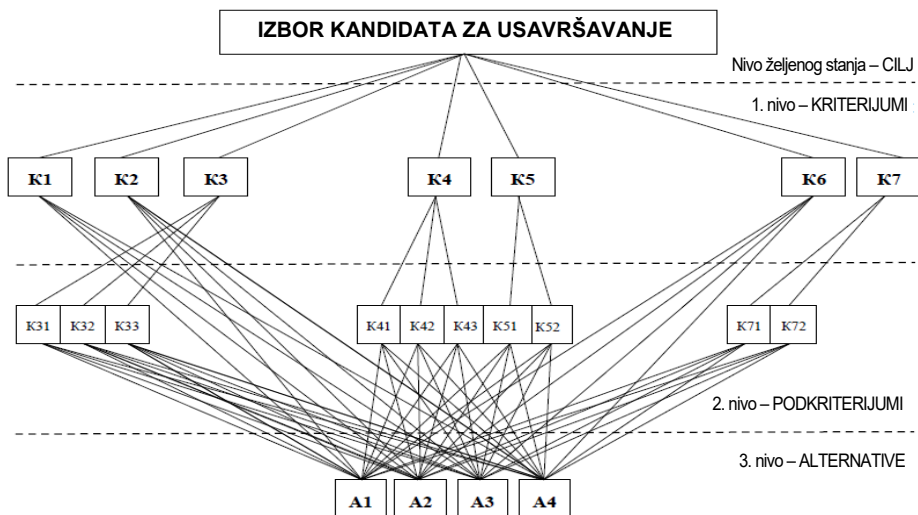 IZBOR KANDIDATA ZA USAVRŠAVANJE
Nivo željenog stanja – CILJ
1. nivo – KRITERIJUMI
K1 K2 K3 K4 K5 K6 K7
K31 K32 K33 K41 K42 K43 K51 K52 K71 K72
2. nivo – PODKRITERIJUMI
3. nivo – ALTERNATIVE
A1 A2 A3 A4